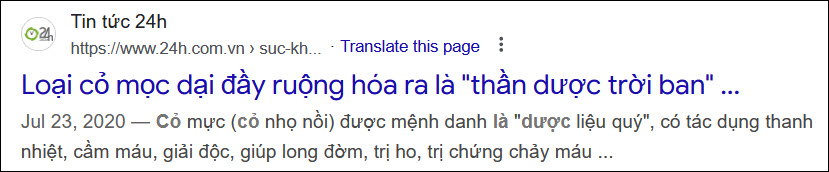 24h
Tin tức 24h
https://www.24h.com.vn › suc-kh... · Translate this page
Loại cỏ mọc dại đầy ruộng hóa ra là "thần dược trời ban" ...
Jul 23, 2020 — Cỏ mực (cỏ nhọ nồi) được mệnh danh là "dược liệu quý", có tác dụng thanh
nhiệt, cầm máu, giải độc, giúp long đờm, trị ho, trị chứng chảy máu ...